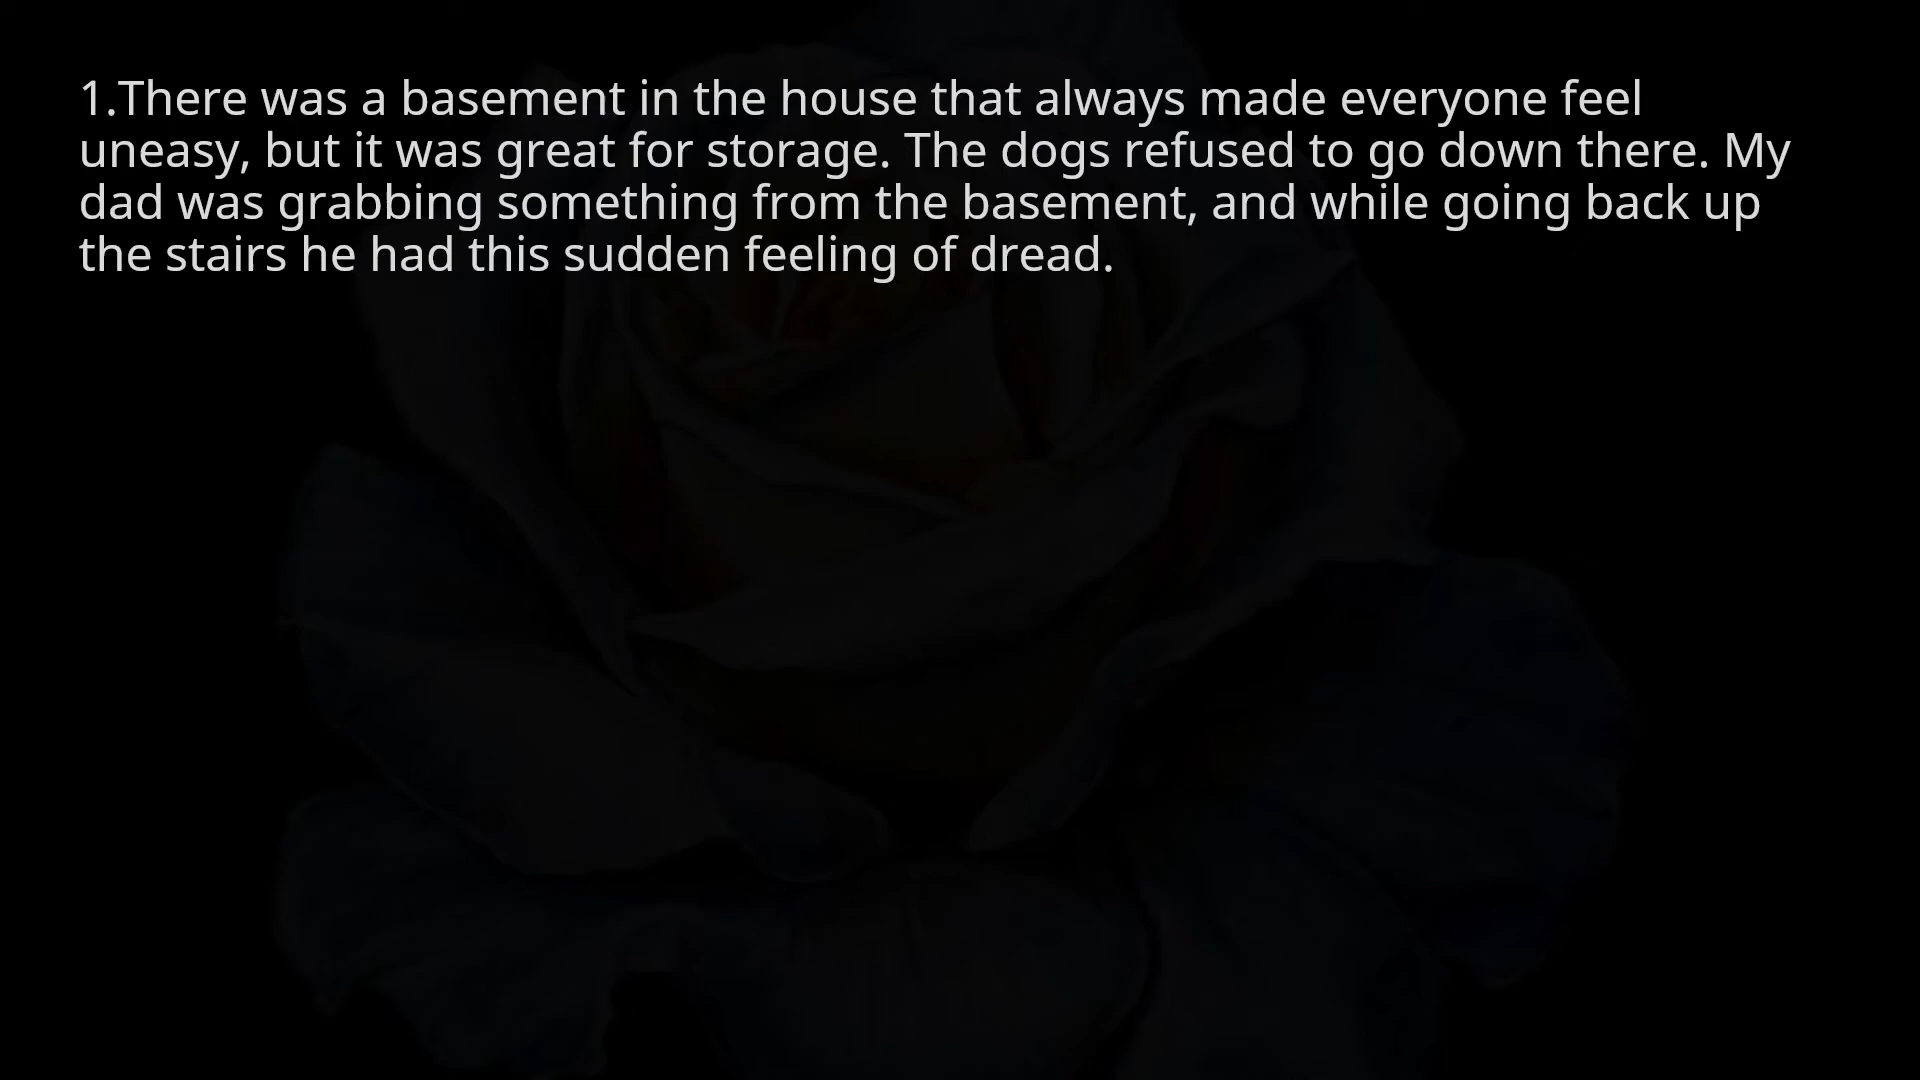 1.There was a basement in the house that always made everyone feel
uneasy, but it was great for storage. The dogs refused to go down there. My
dad was grabbing something from the basement, and while going back up
the stairs he had this sudden feeling of dread.